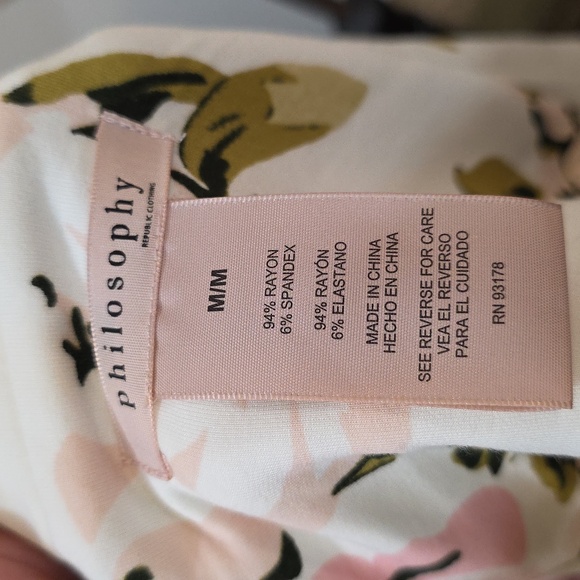 philosophy
REPUBLIC CLOTHING
M/M
94% RAYON
6% SPANDEX
94% RAYON
6% ELASTANO
MADE IN CHINA
HECHO EN CHINA
SEE REVERSE FOR CARE
VEA EL REVERSO
PARA EL CUIDADO
RN 93178